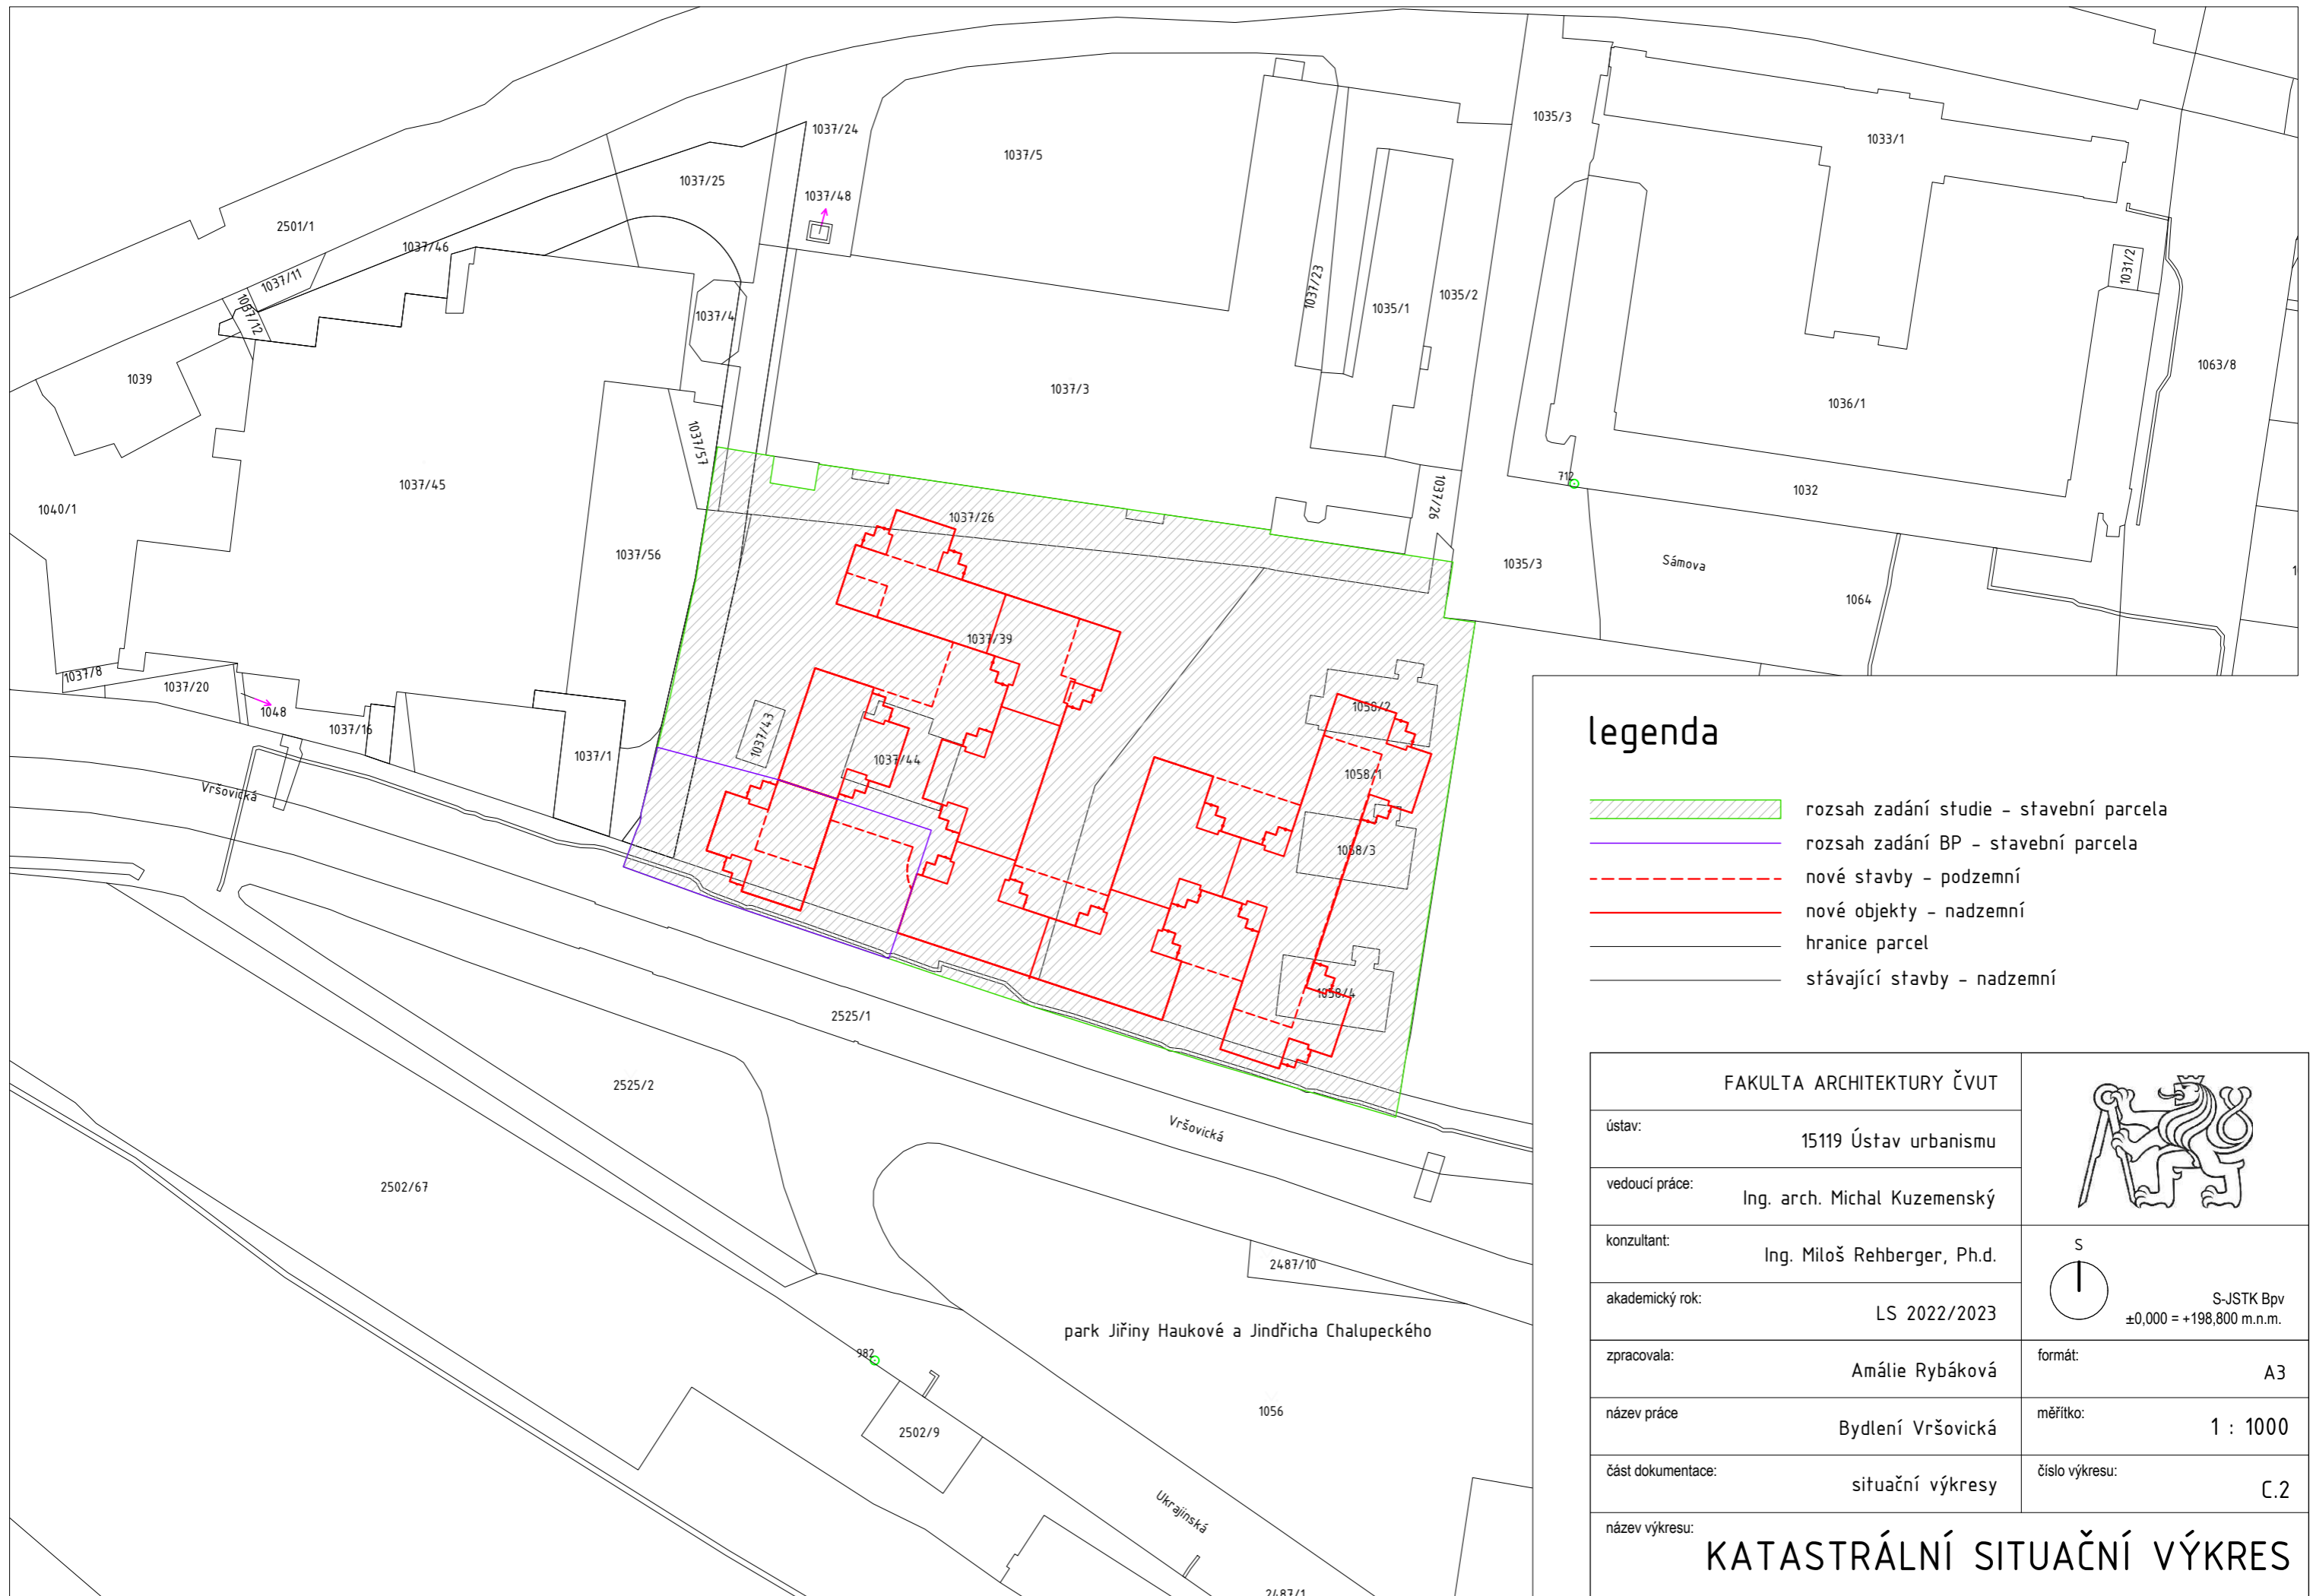 1037/24
1035/3
1033/1
1037/5
1037/25
1037/48
2501/1
1037/46
1037/11
1037/12
1031/2
1037/23
1035/2
1035/1
1037/4
1063/8
1039
1037/3
1036/1
1037/57
1037/45
712
1032
1037/26
1040/1
1037/26
1037/56
Sámova
1035/3
1064
1037/39
1037/8
1037/20
1048
1058/2
1037/16
1037/43
1037/1
1037/44
1058/1
Vršovická
1058/3
1058/4
2525/1
2525/2
Vršovická
2502/67
2487/10
park Jiřiny Haukové a Jindřicha Chalupeckého
982
1056
2502/9
Ukrajinská
2487/1
legenda
rozsah zadání studie – stavební parcela
rozsah zadání BP – stavební parcela
nové stavby – podzemní
nové objekty – nadzemní
hranice parcel
stávající stavby – nadzemní
FAKULTA ARCHITEKTURY ČVUT
ústav:
15119 Ústav urbanismu
vedoucí práce:
Ing. arch. Michal Kuzemenský
konzultant:
Ing. Miloš Rehberger, Ph.d.
S
akademický rok:
LS 2022/2023
S-JSTK Bpv
±0,000 = +198,800 m.n.m.
zpracovala:
Amálie Rybáková
formát:
A3
název práce
Bydlení Vršovická
měřítko:
1 : 1000
část dokumentace:
situační výkresy
číslo výkresu:
C.2
název výkresu:
KATASTRÁLNÍ SITUAČNÍ VÝKRES